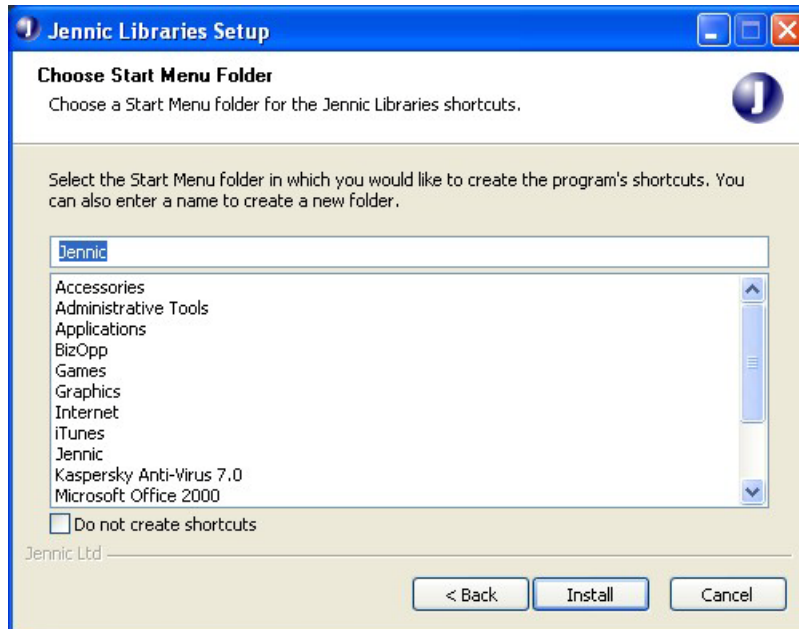 Jennic Libraries Setup
Choose Start Menu Folder
Choose a Start Menu folder for the Jennic Libraries shortcuts.
J
Select the Start Menu folder in which you would like to create the program's shortcuts. You
can also enter a name to create a new folder.
Jennic
Accessories
Administrative Tools
Applications
BizOpp
Games
Graphics
Internet
iTunes
Jennic
Kaspersky Anti-Virus 7.0
Microsoft Office 2000
Do not create shortcuts
Jennic Ltd
< Back Install Cancel